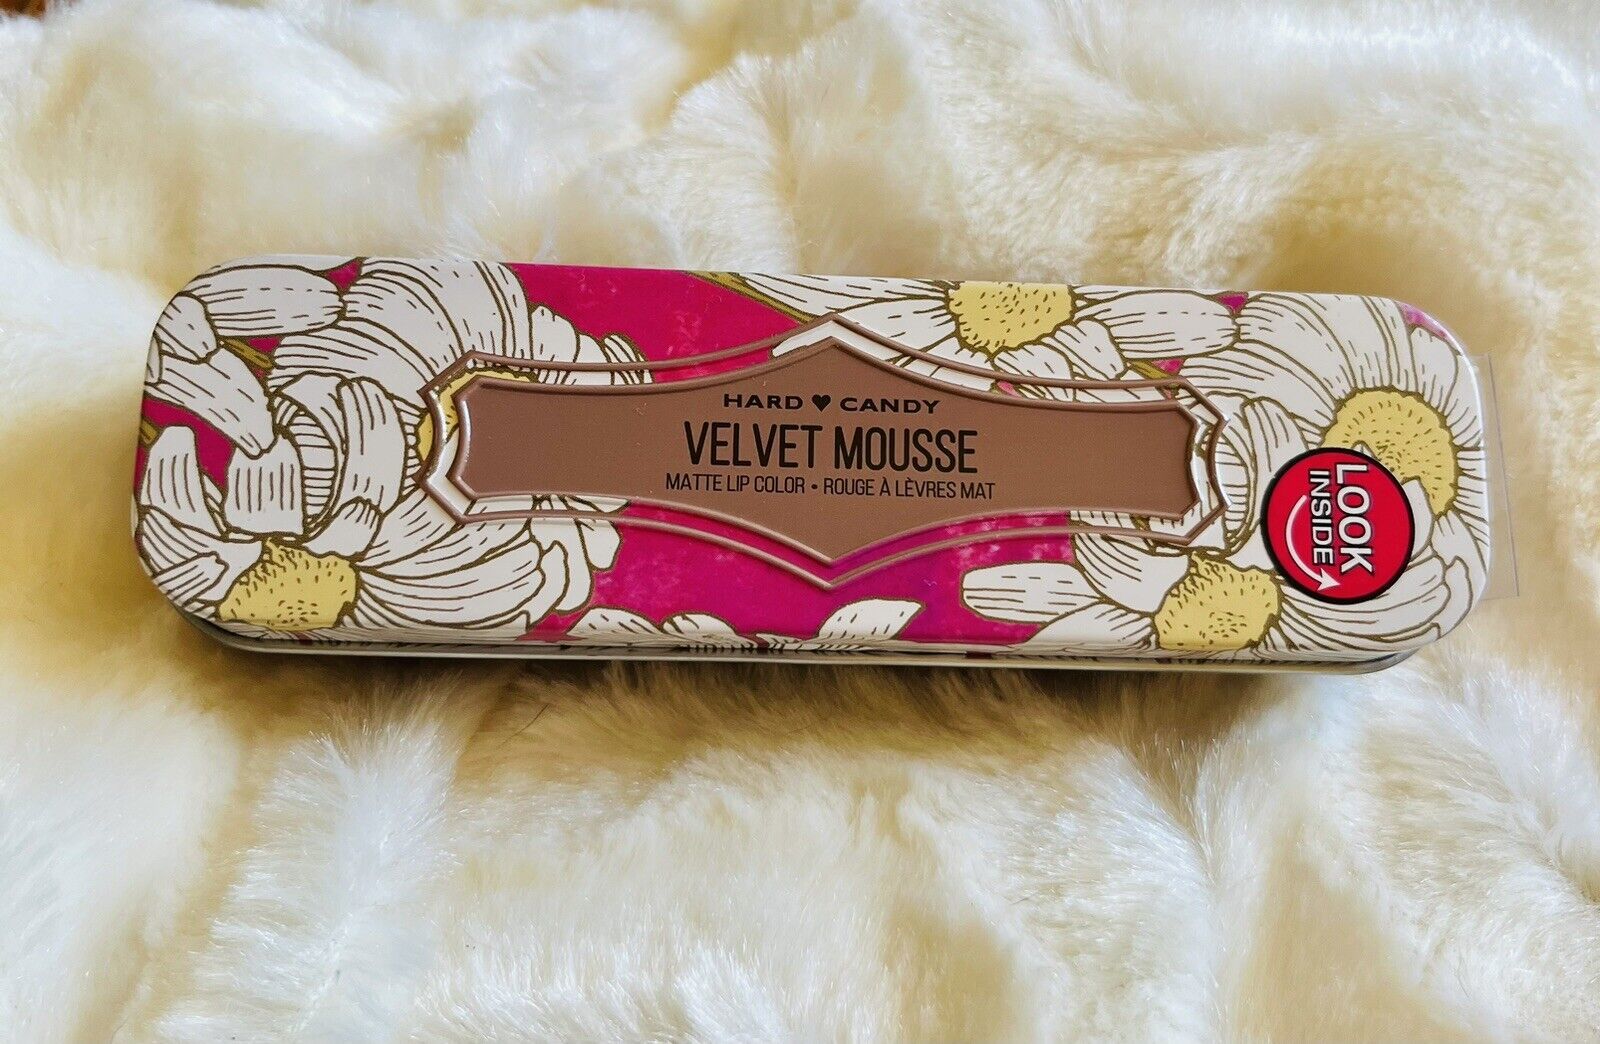 HARD ♥ CANDY
VELVET MOUSSE
MATTE LIP COLOR • ROUGE À LÈVRES MAT
LOOK
INSIDE